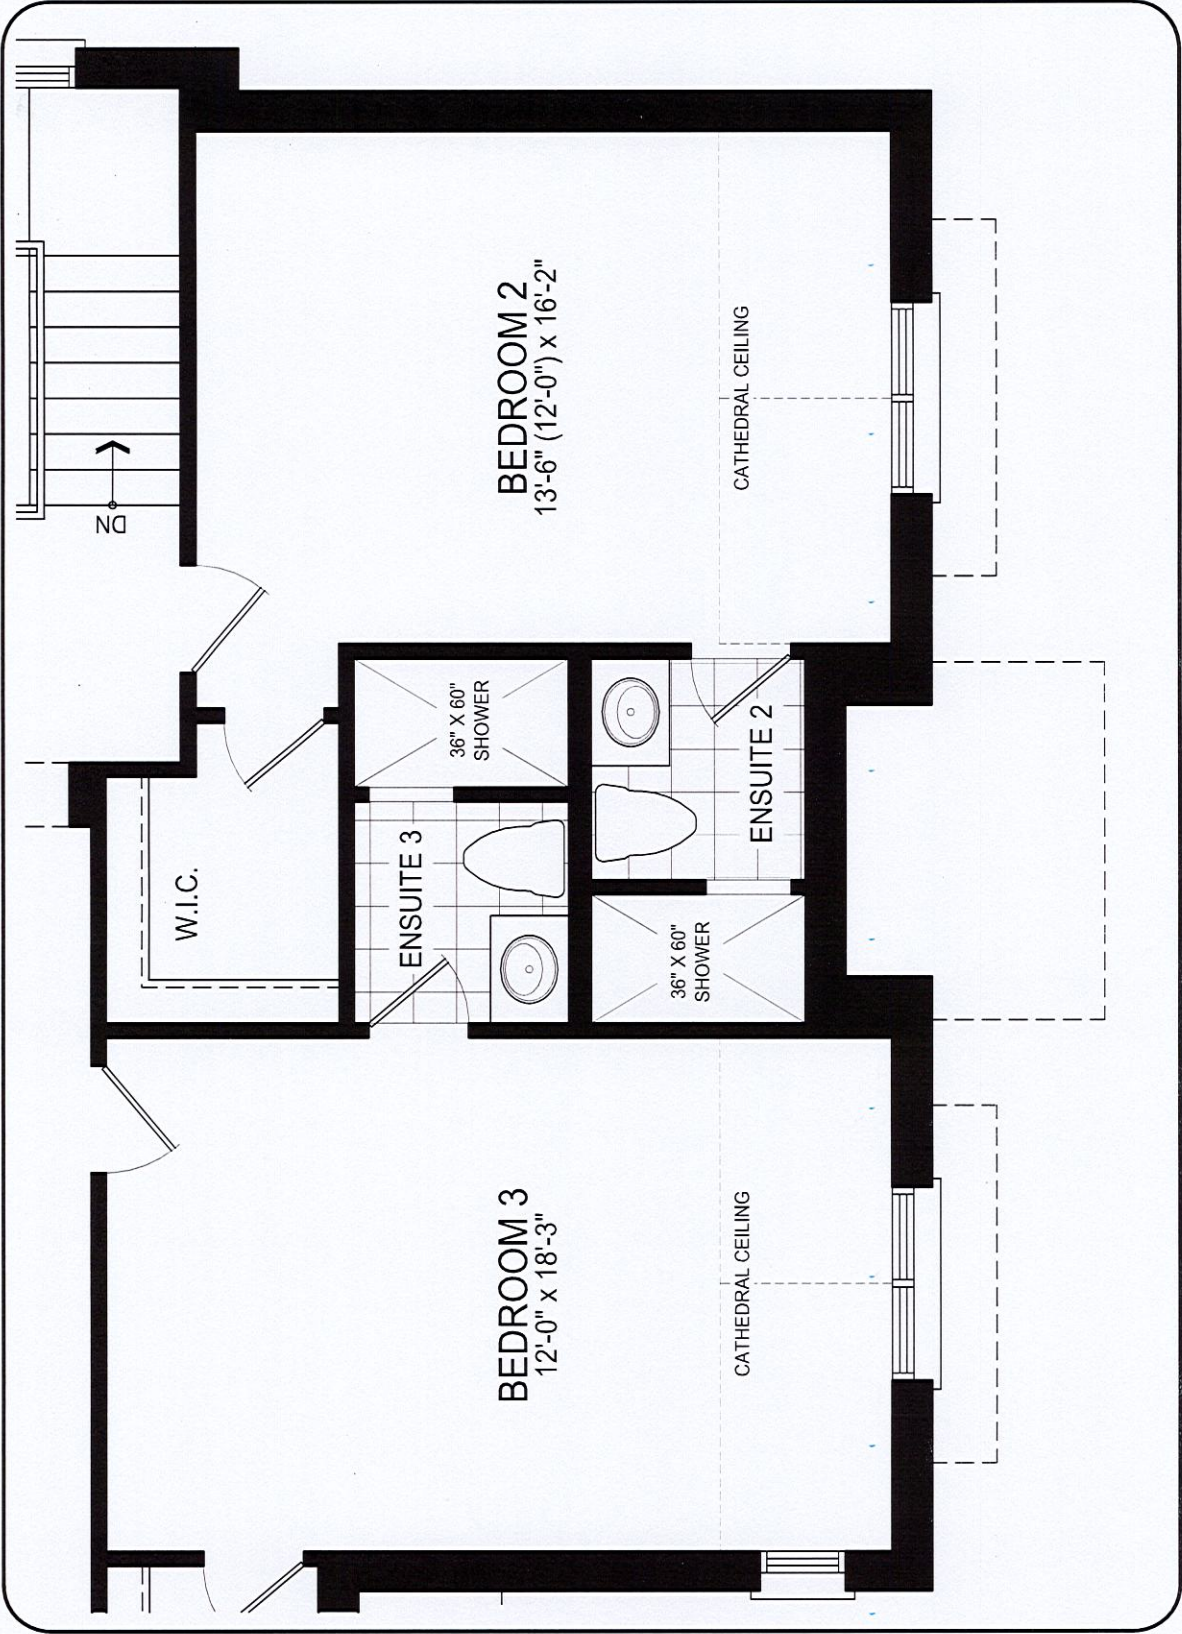 DN
BEDROOM 2
13'-6" (12'-0") x 16'-2"
CATHEDRAL CEILING
36" X 60"
SHOWER
ENSUITE 2
W.I.C.
ENSUITE 3
36" X 60"
SHOWER
BEDROOM 3
12'-0" x 18'-3"
CATHEDRAL CEILING